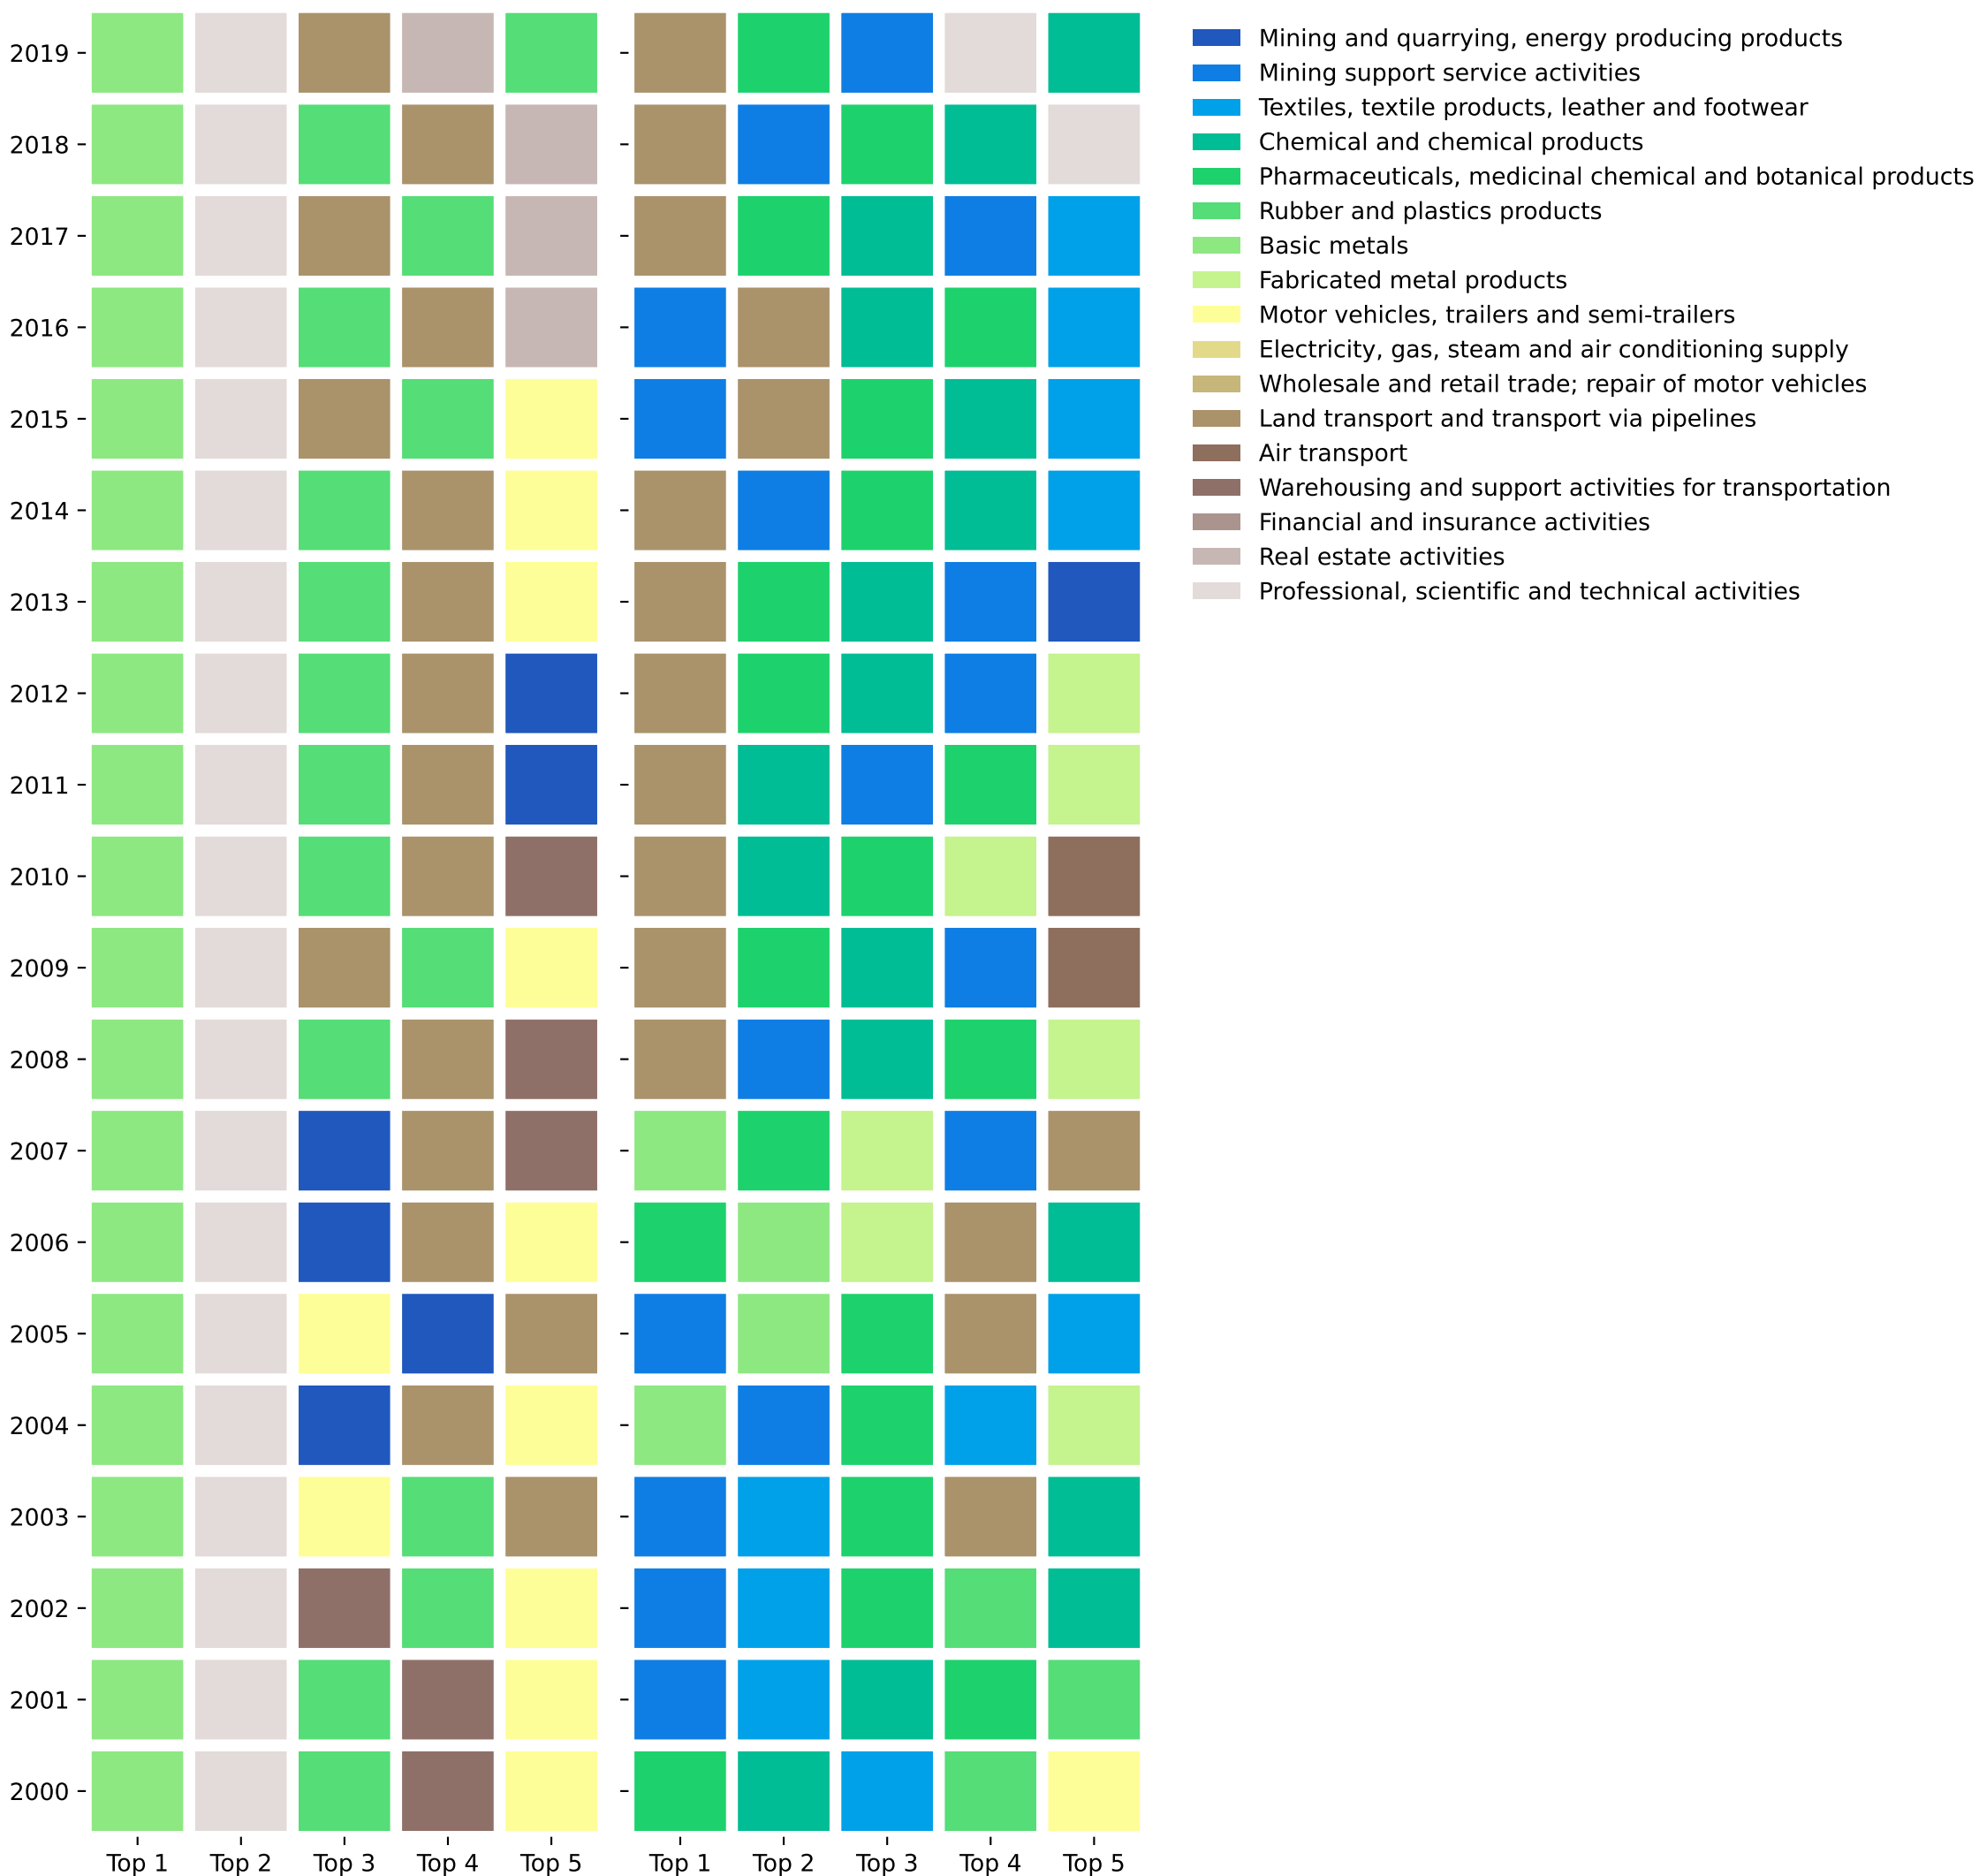 2019
2018
2017
2016
2015
2014
2013
2012
2011
2010
2009
2008
2007
2006
2005
2004
2003
2002
2001
2000
Top 1
Top 2
Top 3
Top 4
Top 5
Top 1
Top 2
Top 3
Top 4
Top 5
Mining and quarrying, energy producing products
Mining support service activities
Textiles, textile products, leather and footwear
Chemical and chemical products
Pharmaceuticals, medicinal chemical and botanical products
Rubber and plastics products
Basic metals
Fabricated metal products
Motor vehicles, trailers and semi-trailers
Electricity, gas, steam and air conditioning supply
Wholesale and retail trade; repair of motor vehicles
Land transport and transport via pipelines
Air transport
Warehousing and support activities for transportation
Financial and insurance activities
Real estate activities
Professional, scientific and technical activities